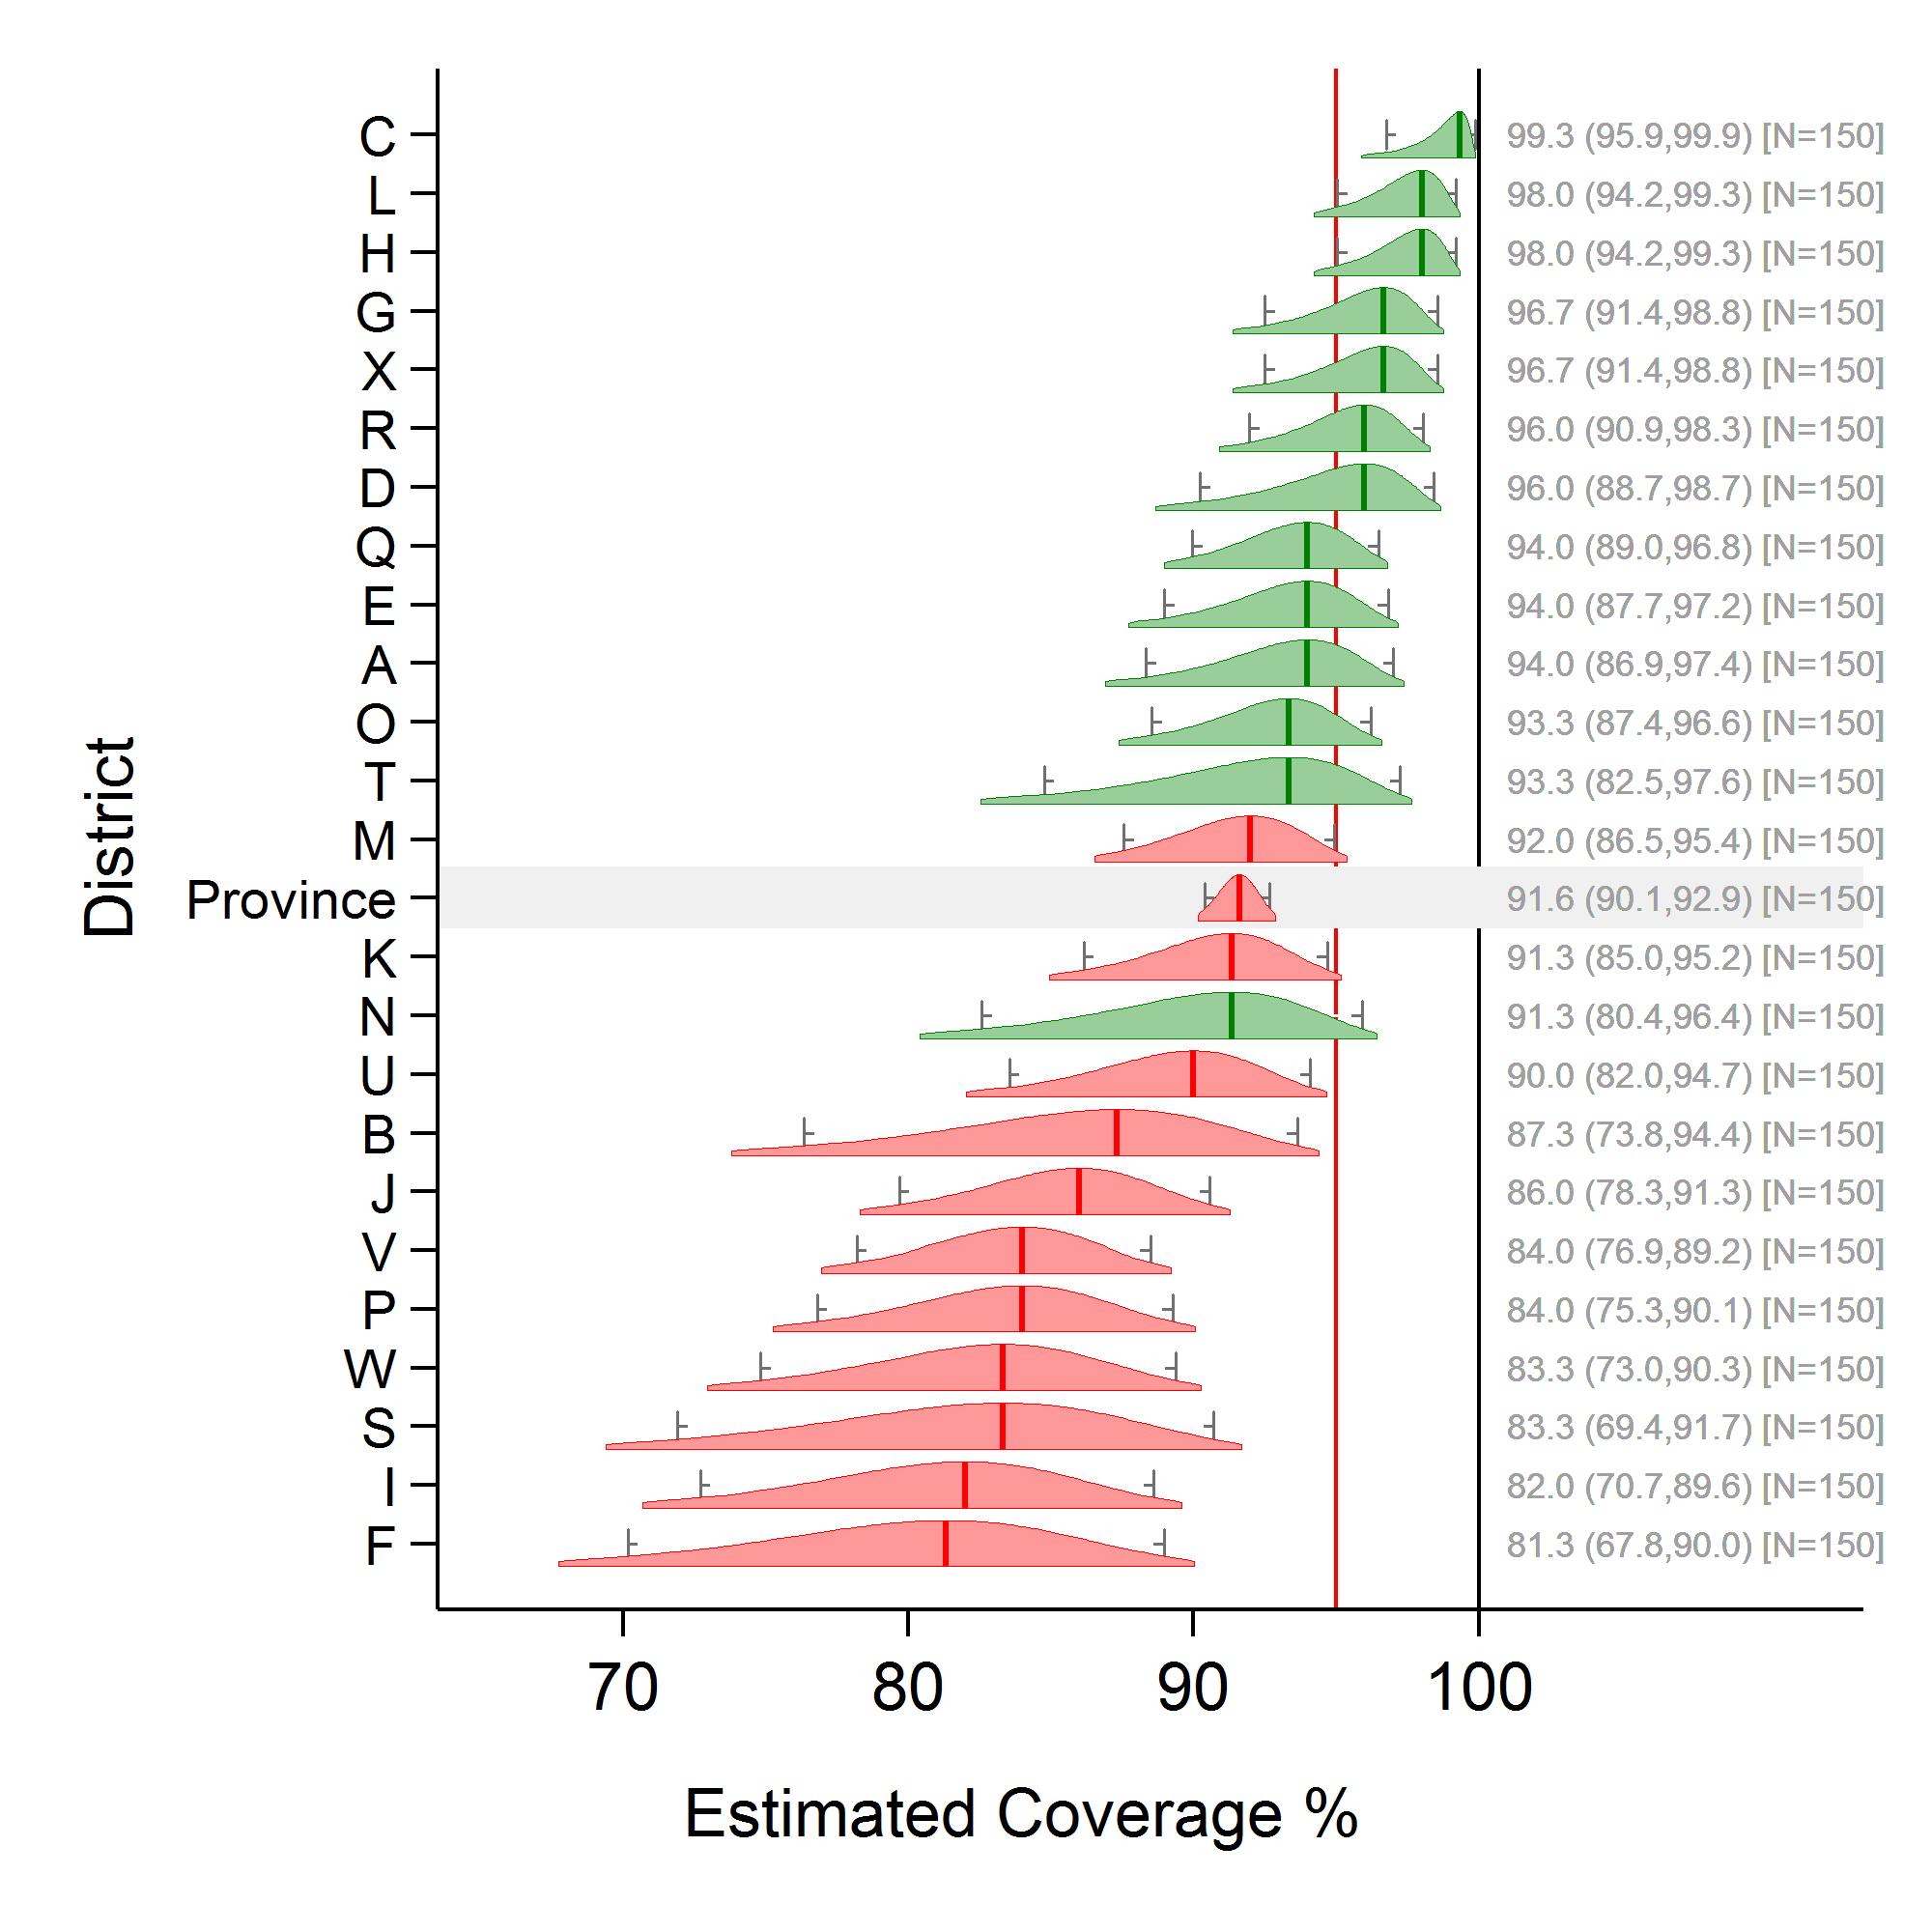 District
C 99.3 (95.9,99.9) [N=150]
L 98.0 (94.2,99.3) [N=150]
H 98.0 (94.2,99.3) [N=150]
G 96.7 (91.4,98.8) [N=150]
X 96.7 (91.4,98.8) [N=150]
R 96.0 (90.9,98.3) [N=150]
D 96.0 (88.7,98.7) [N=150]
Q 94.0 (89.0,96.8) [N=150]
E 94.0 (87.7,97.2) [N=150]
A 94.0 (86.9,97.4) [N=150]
O 93.3 (87.4,96.6) [N=150]
T 93.3 (82.5,97.6) [N=150]
M 92.0 (86.5,95.4) [N=150]
Province 91.6 (90.1,92.9) [N=150]
K 91.3 (85.0,95.2) [N=150]
N 91.3 (80.4,96.4) [N=150]
U 90.0 (82.0,94.7) [N=150]
B 87.3 (73.8,94.4) [N=150]
J 86.0 (78.3,91.3) [N=150]
V 84.0 (76.9,89.2) [N=150]
P 84.0 (75.3,90.1) [N=150]
W 83.3 (73.0,90.3) [N=150]
S 83.3 (69.4,91.7) [N=150]
I 82.0 (70.7,89.6) [N=150]
F 81.3 (67.8,90.0) [N=150]
70 80 90 100
Estimated Coverage %